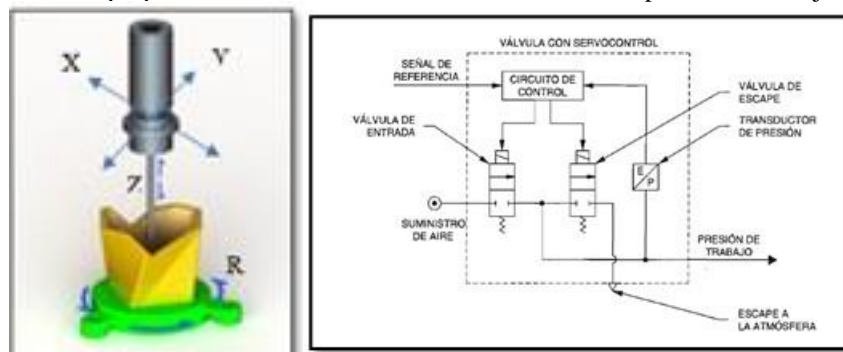 X
V
Z
R
VÁLVULA CON SERVOCONTROL
SEÑAL DE
REFERENCIA
CIRCUITO DE
CONTROL
VÁLVULA DE
ESCAPE
VÁLVULA DE
ENTRADA
TRANSDUCTOR
DE PRESIÓN
E
P
SUMINISTRO
DE AIRE
PRESIÓN DE
TRABAJO
ESCAPE A
LA ATMÓSFERA